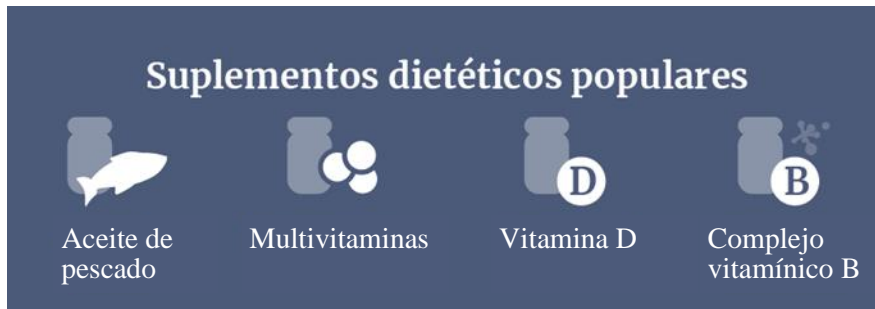 Suplementos dietéticos populares
D
B
Aceite de
pescado
Multivitaminas
Vitamina D
Complejo
vitamínico B